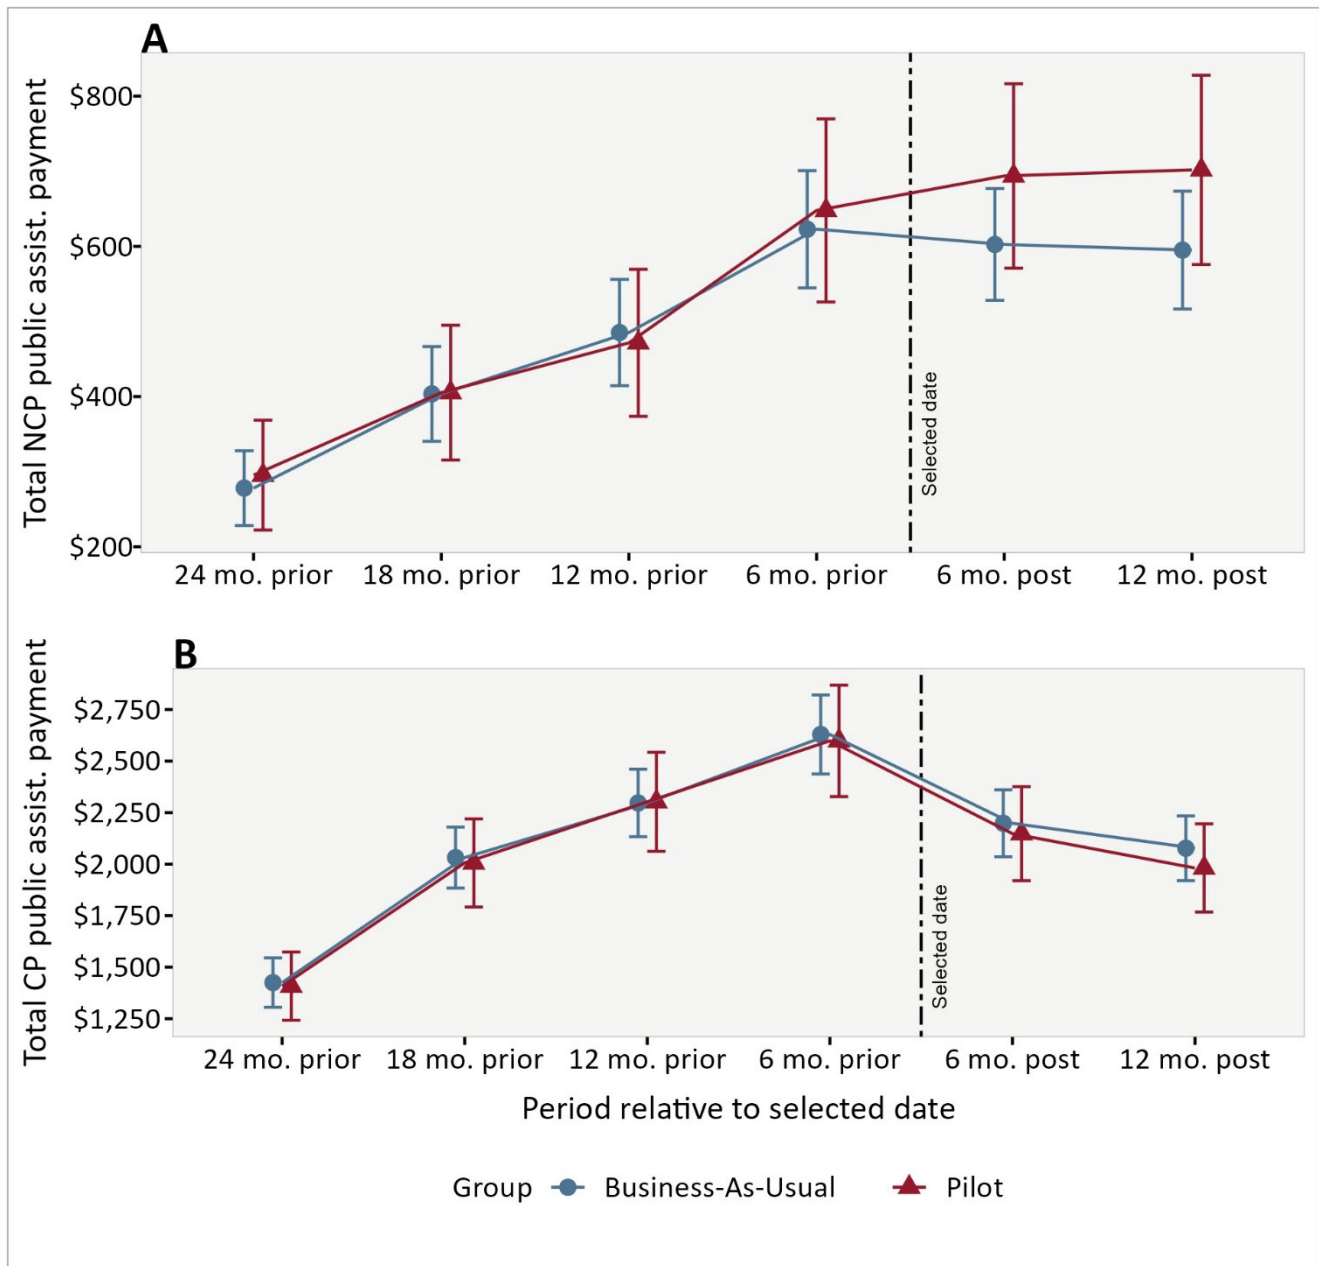 A
Total NCP public assist. payment
$800
$600
$400
$200
Selected date
24 mo. prior 18 mo. prior 12 mo. prior 6 mo. prior 6 mo. post 12 mo. post
B
Total CP public assist. payment
$2,750
$2,500
$2,250
$2,000
$1,750
$1,500
$1,250
Selected date
24 mo. prior 18 mo. prior 12 mo. prior 6 mo. prior 6 mo. post 12 mo. post
Period relative to selected date
Group Business-As-Usual Pilot